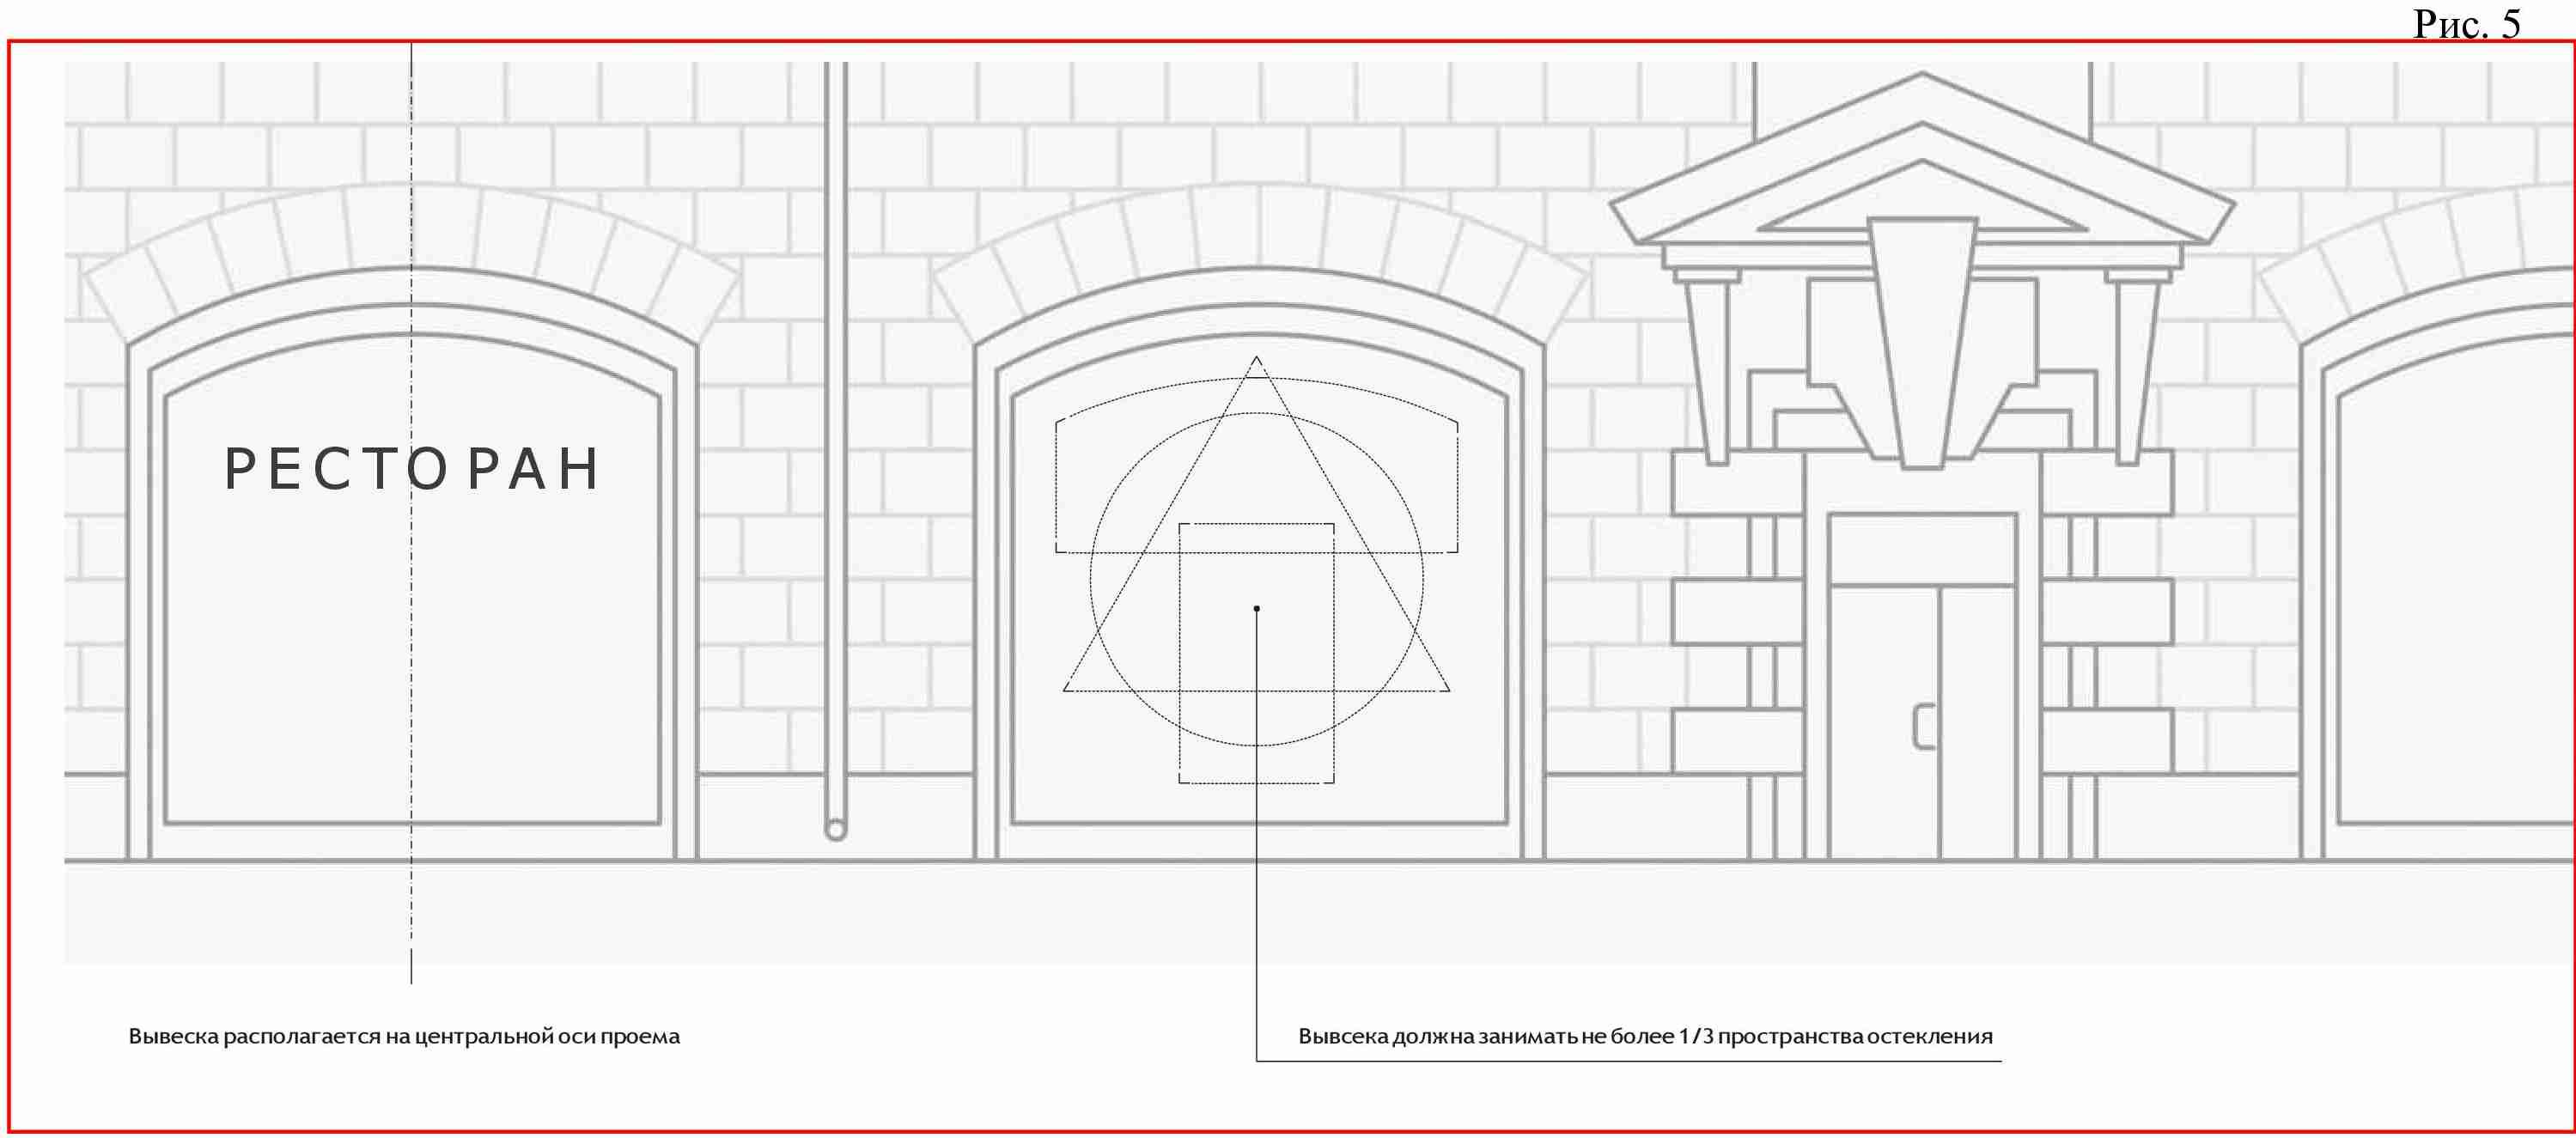 Рис. 5
РЕСТОРАН
Вывеска располагается на центральной оси проема
Вывсека должна занимать не более 1/3 пространства остекления